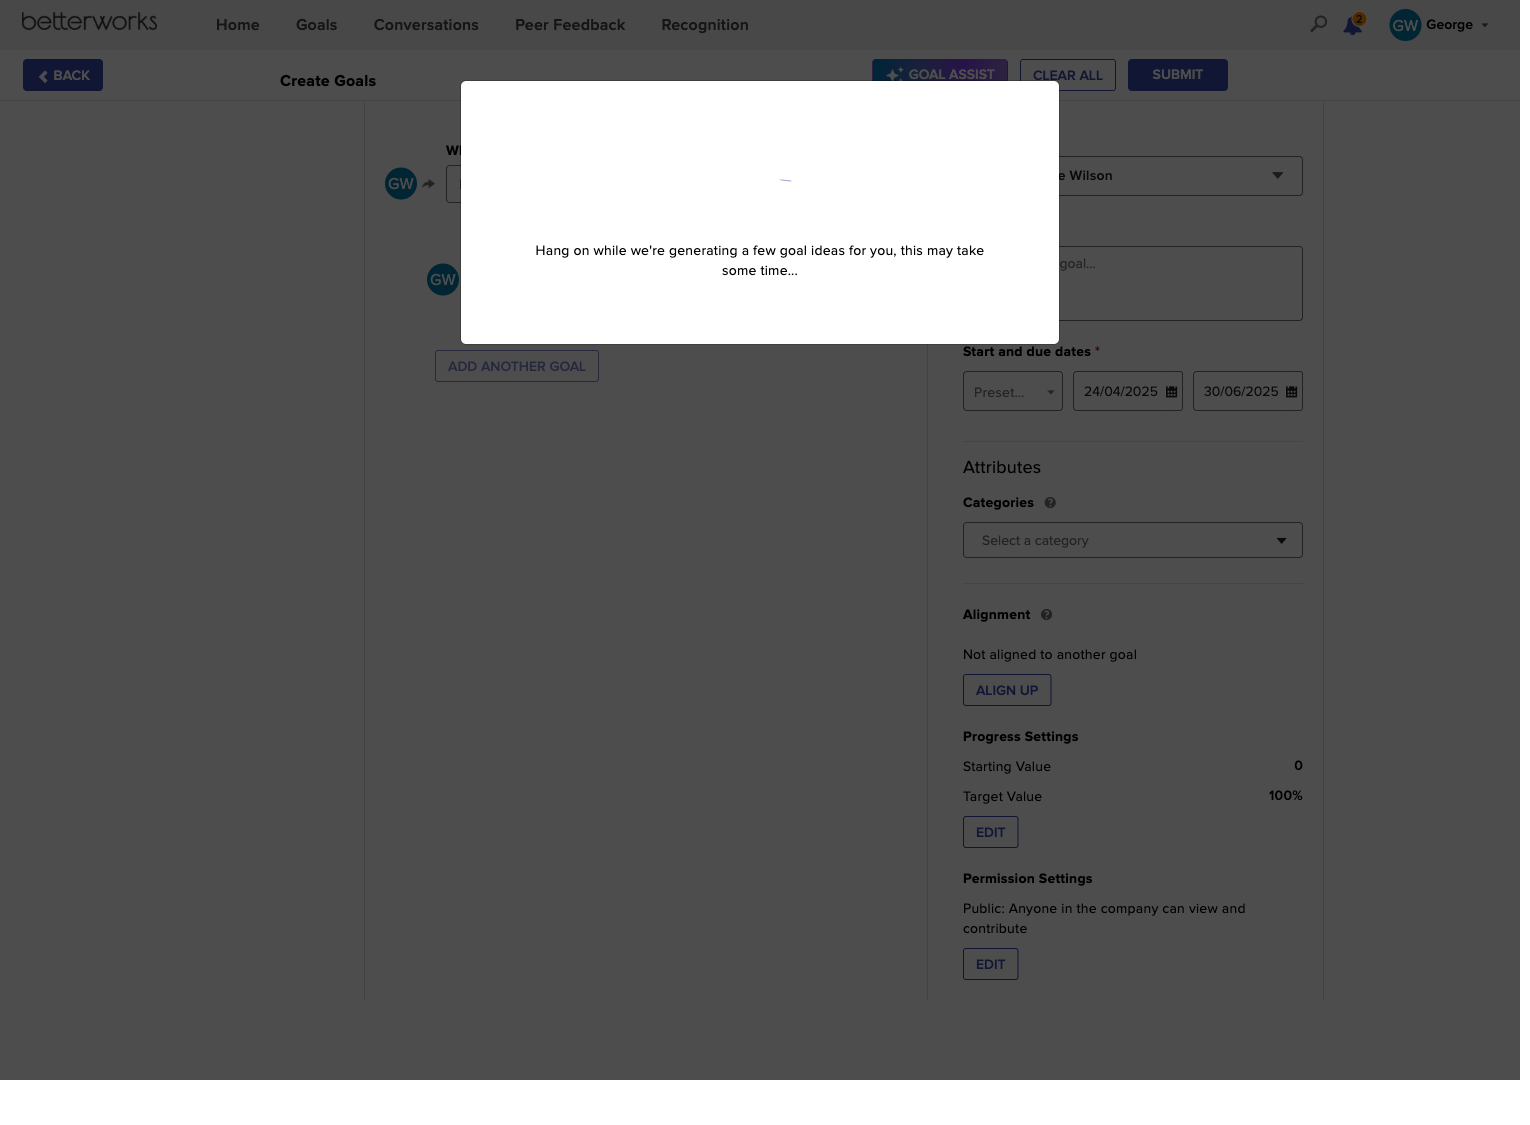 betterworks
Home
Goals
Conversations
Peer Feedback
Recognition
2
GW
George
BACK
Create Goals
GOAL ASSIST
CLEAR ALL
SUBMIT
GW
Wilson
Hang on while we're generating a few goal ideas for you, this may take
some time...
GW
goal...
ADD ANOTHER GOAL
Start and due dates *
Preset...
24/04/2025
30/06/2025
Attributes
Categories
Select a category
Alignment
Not aligned to another goal
ALIGN UP
Progress Settings
Starting Value 0
Target Value 100%
EDIT
Permission Settings
Public: Anyone in the company can view and
contribute
EDIT